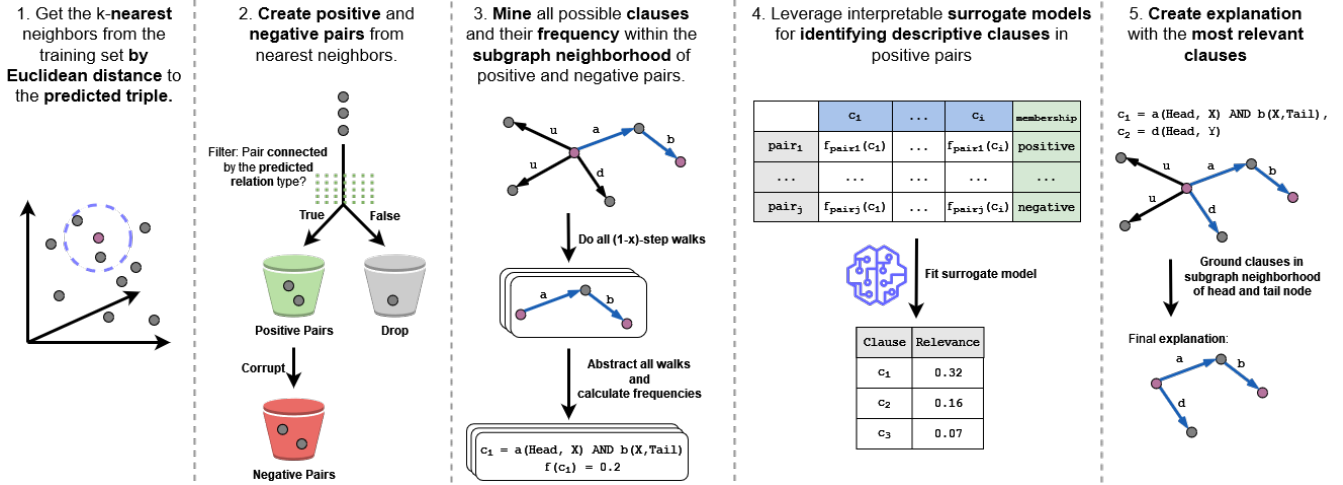 1. Get the k-nearest
neighbors from the
training set by
Euclidean distance to
the predicted triple.
2. Create positive and
negative pairs from
nearest neighbors.
Filter: Pair connected
by the predicted
relation type?
True
False
Positive Pairs
Drop
Corrupt
Negative Pairs
3. Mine all possible clauses
and their frequency within the
subgraph neighborhood of
positive and negative pairs.
u
a
b
u
d
Do all (1-x)-step walks
a
b
Abstract all walks
and
calculate frequencies
c1 = a(Head, X) AND b(X,Tail)
f(c1) = 0.2
4. Leverage interpretable surrogate models
for identifying descriptive clauses in
positive pairs
c1 ... ci membership
pair1 fpair1(c1) ... fpair1(ci) positive
... ... ... ... ...
pairj fpairj(c1) ... fpairj(ci) negative
Fit surrogate model
Clause Relevance
c1 0.32
c2 0.16
c3 0.07
5. Create explanation
with the most relevant
clauses
c1 = a(Head, X) AND b(X,Tail),
c2 = d(Head, Y)
u
a
b
u
d
Ground clauses in
subgraph neighborhood
of head and tail node
Final explanation:
a
b
d